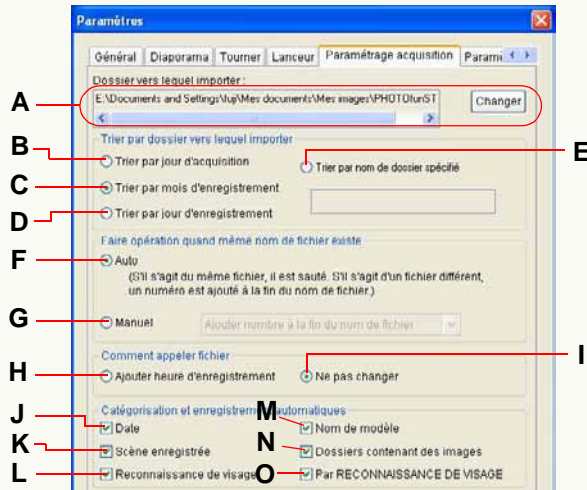 Paramètres
Général Diaporama Tourner Lanceur Paramétrage acquisition Paramè
Dossier vers lequel importer :
A E:\Documents and Settings\fuji\Mes documents\Mes images\PHOTOfunST Changer
Trier par dossier vers lequel importer
B Trier par jour d'acquisition E Trier par nom de dossier spécifié
C Trier par mois d'enregistrement
D Trier par jour d'enregistrement
Faire opération quand même nom de fichier existe
F Auto
(S'il s'agit du même fichier, il est sauté. S'il s'agit d'un fichier différent,
un numéro est ajouté à la fin du nom de fichier.)
G Manuel Ajouter nombre à la fin du nom de fichier
Comment appeler fichier
H Ajouter heure d'enregistrement I Ne pas changer
Catégorisation et enregistrement automatiques
J Date M Nom de modèle
K Scène enregistrée N Dossiers contenant des images
L Reconnaissance de visage O Par RECONNAISSANCE DE VISAGE